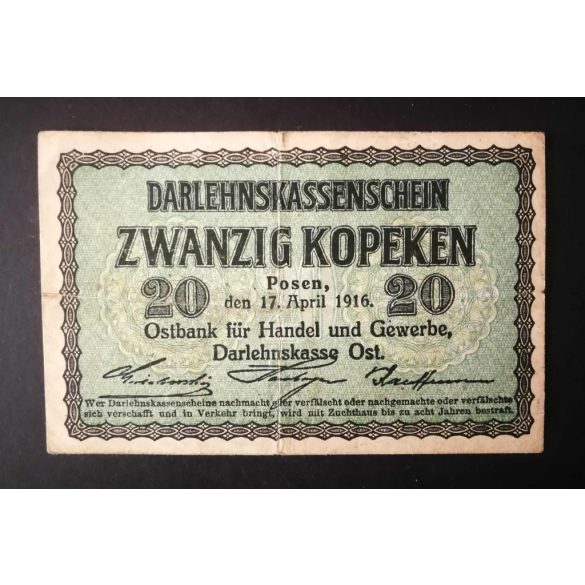 DARLEHNSKASSENSCHEIN
ZWANZIG KOPEKEN
Posen,
20 den 17. April 1916. 20
Ostbank für Handel und Gewerbe,
Darlehnskasse Ost.
Wer Darlehnskassenscheine nachmacht oder verfälscht oder nachgemachte oder verfälschte
sich verschafft und in Verkehr bringt, wird mit Zuchthaus bis zu acht Jahren bestraft.